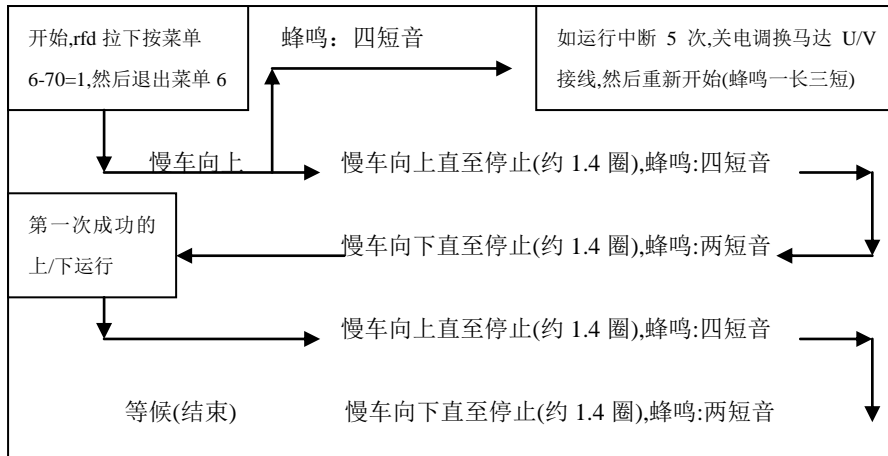 开始,rfd 拉下按菜单
6-70=1,然后退出菜单 6
蜂鸣：四短音
如运行中断 5 次,关电调换马达 U/V
接线,然后重新开始(蜂鸣一长三短)
慢车向上
慢车向上直至停止(约 1.4 圈),蜂鸣:四短音
第一次成功的
上/下运行
慢车向下直至停止(约 1.4 圈),蜂鸣:两短音
慢车向上直至停止(约 1.4 圈),蜂鸣:四短音
等候(结束)
慢车向下直至停止(约 1.4 圈),蜂鸣:两短音